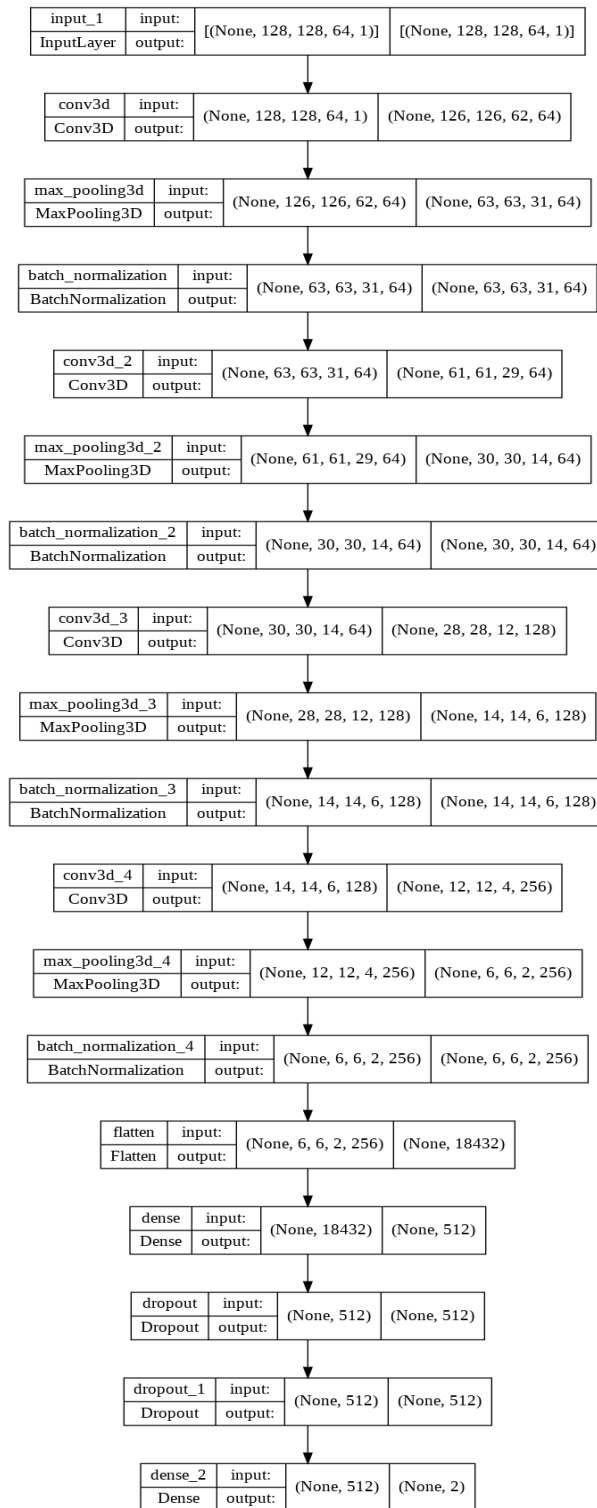 input_1 input: [(None, 128, 128, 64, 1)] [(None, 128, 128, 64, 1)]
InputLayer output:
conv3d input: (None, 128, 128, 64, 1) (None, 126, 126, 62, 64)
Conv3D output:
max_pooling3d input: (None, 126, 126, 62, 64) (None, 63, 63, 31, 64)
MaxPooling3D output:
batch_normalization input: (None, 63, 63, 31, 64) (None, 63, 63, 31, 64)
BatchNormalization output:
conv3d_2 input: (None, 63, 63, 31, 64) (None, 61, 61, 29, 64)
Conv3D output:
max_pooling3d_2 input: (None, 61, 61, 29, 64) (None, 30, 30, 14, 64)
MaxPooling3D output:
batch_normalization_2 input: (None, 30, 30, 14, 64) (None, 30, 30, 14, 64)
BatchNormalization output:
conv3d_3 input: (None, 30, 30, 14, 64) (None, 28, 28, 12, 128)
Conv3D output:
max_pooling3d_3 input: (None, 28, 28, 12, 128) (None, 14, 14, 6, 128)
MaxPooling3D output:
batch_normalization_3 input: (None, 14, 14, 6, 128) (None, 14, 14, 6, 128)
BatchNormalization output:
conv3d_4 input: (None, 14, 14, 6, 128) (None, 12, 12, 4, 256)
Conv3D output:
max_pooling3d_4 input: (None, 12, 12, 4, 256) (None, 6, 6, 2, 256)
MaxPooling3D output:
batch_normalization_4 input: (None, 6, 6, 2, 256) (None, 6, 6, 2, 256)
BatchNormalization output:
flatten input: (None, 6, 6, 2, 256) (None, 18432)
Flatten output:
dense input: (None, 18432) (None, 512)
Dense output:
dropout input: (None, 512) (None, 512)
Dropout output:
dropout_1 input: (None, 512) (None, 512)
Dropout output:
dense_2 input: (None, 512) (None, 2)
Dense output: